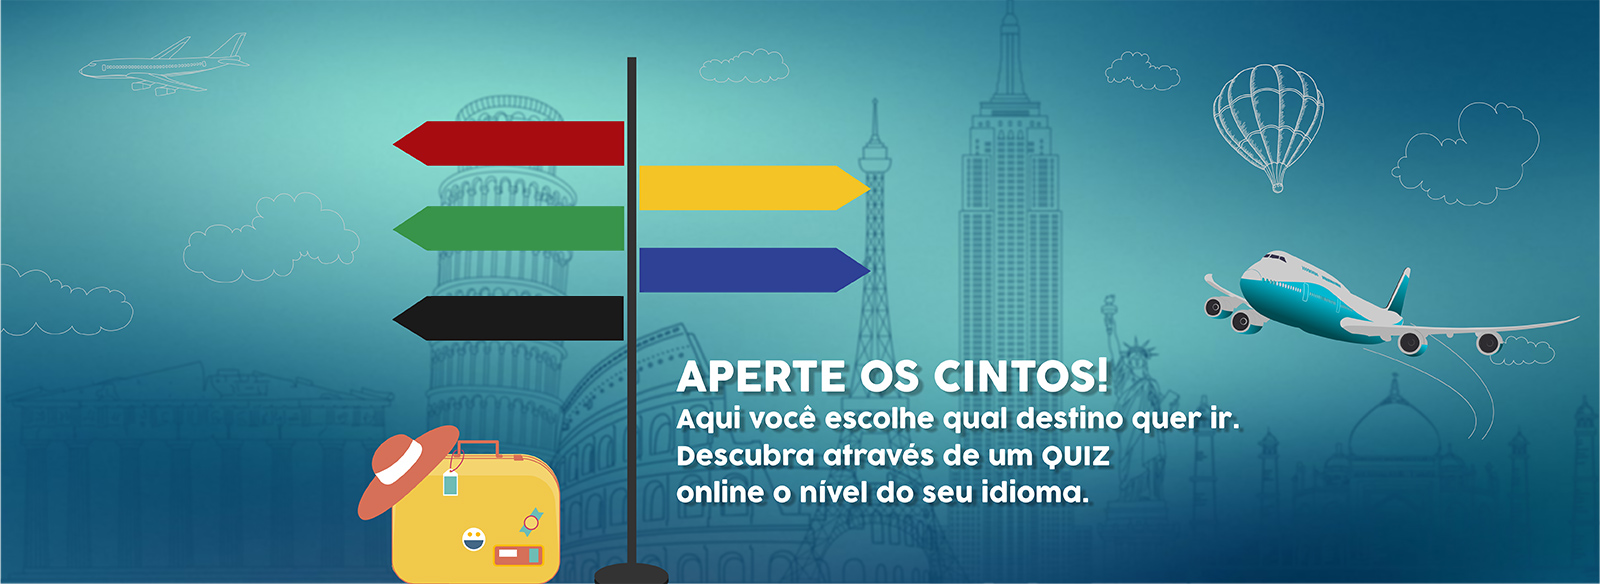 APERTE OS CINTOS!
Aqui você escolhe qual destino quer ir.
Descubra através de um QUIZ
online o nível do seu idioma.